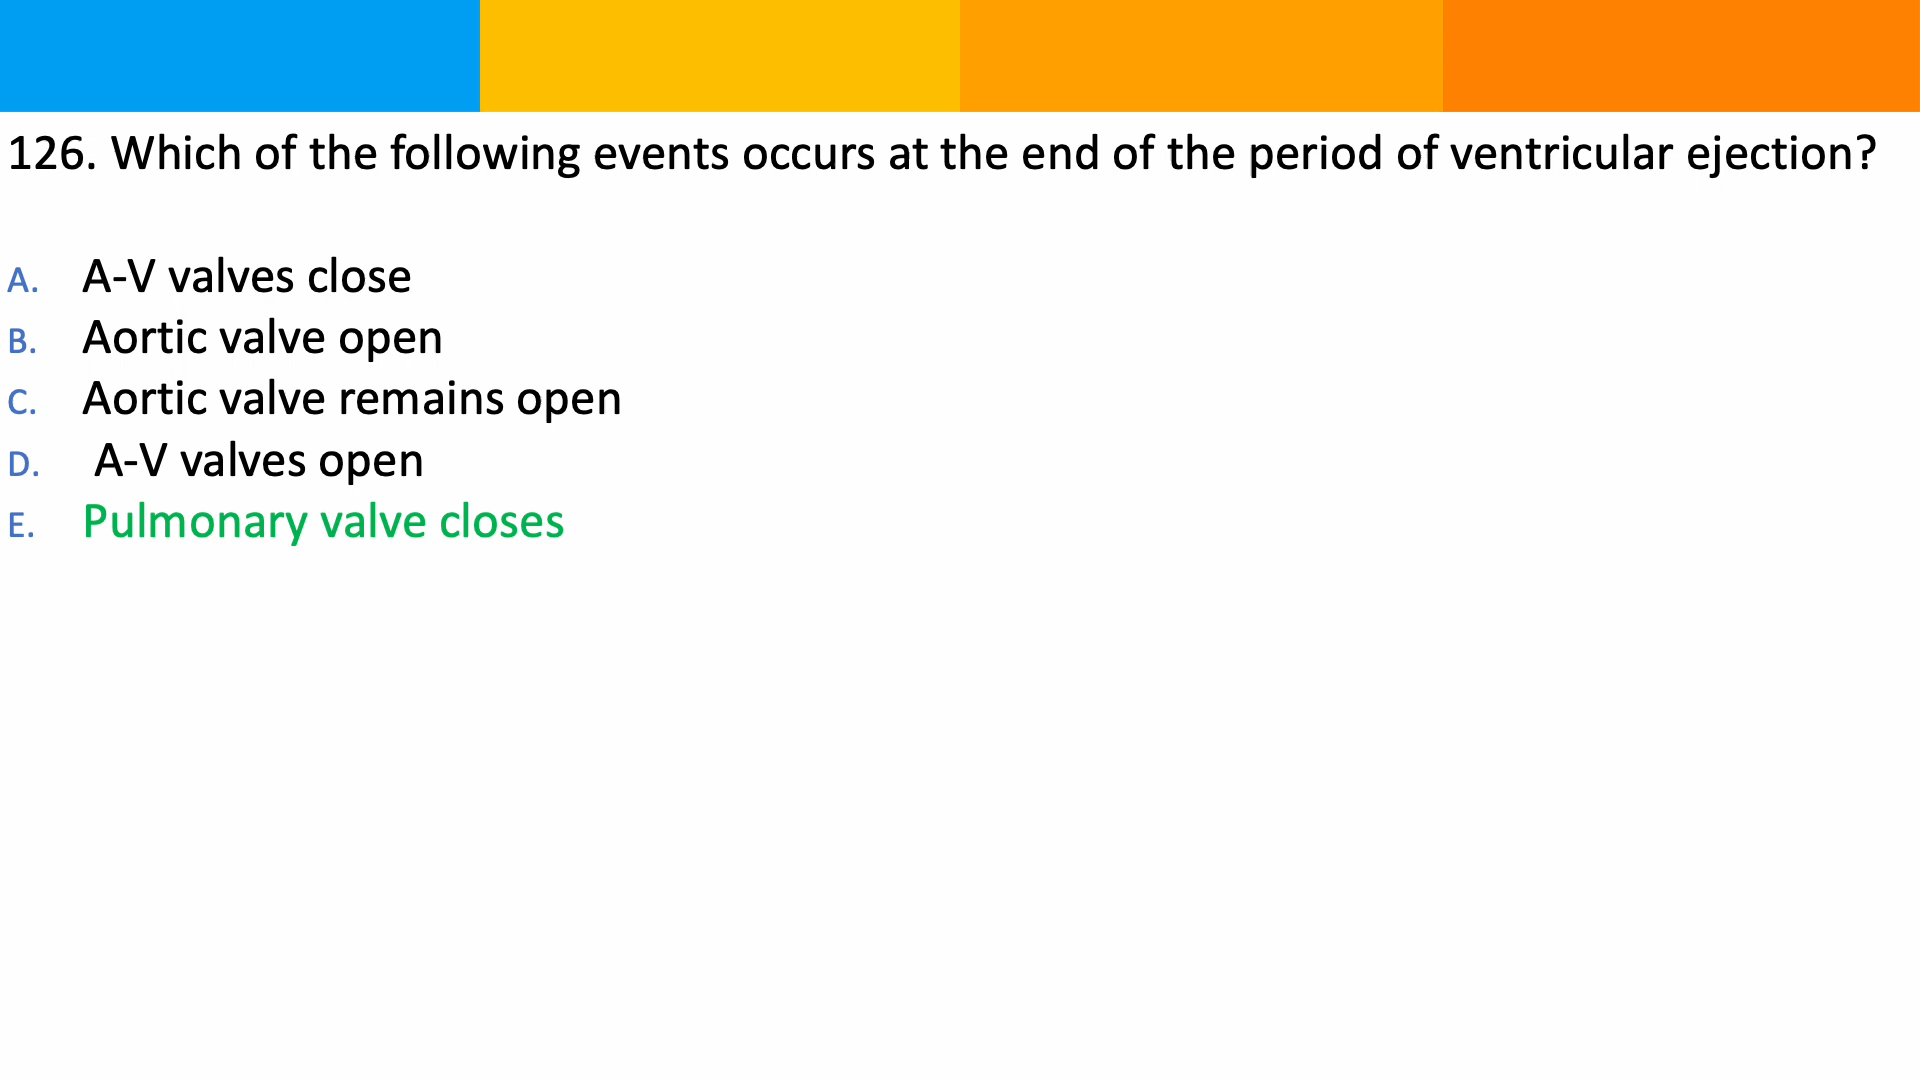 126. Which of the following events occurs at the end of the period of ventricular ejection?
A. A-V valves close
B. Aortic valve open
C. Aortic valve remains open
D. A-V valves open
E. Pulmonary valve closes